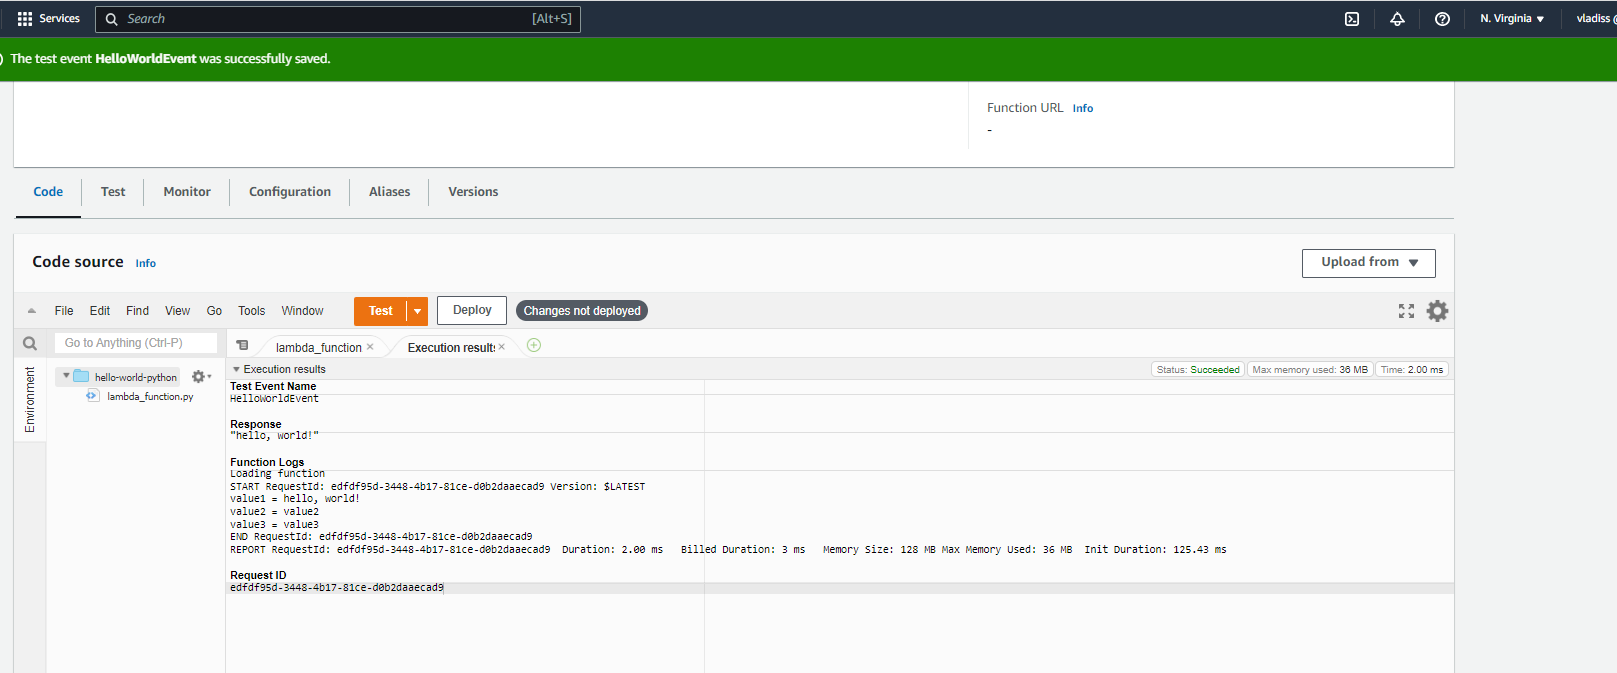 Services Search [Alt+S] N. Virginia vladiss @
The test event HelloWorldEvent was successfully saved.
Function URL Info
-
Code Test Monitor Configuration Aliases Versions
Code source Info Upload from
File Edit Find View Go Tools Window Test Deploy Changes not deployed
Go to Anything (Ctrl-P) lambda_function Execution results
Environment
hello-world-python
lambda_function.py
Execution results Status: Succeeded Max memory used: 36 MB Time: 2.00 ms
Test Event Name
HelloWorldEvent
Response
"hello, world!"
Function Logs
Loading function
START RequestId: edfdf95d-3448-4b17-81ce-d0b2daaecad9 Version: $LATEST
value1 = hello, world!
value2 = value2
value3 = value3
END RequestId: edfdf95d-3448-4b17-81ce-d0b2daaecad9
REPORT RequestId: edfdf95d-3448-4b17-81ce-d0b2daaecad9 Duration: 2.00 ms Billed Duration: 3 ms Memory Size: 128 MB Max Memory Used: 36 MB Init Duration: 125.43 ms
Request ID
edfdf95d-3448-4b17-81ce-d0b2daaecad9